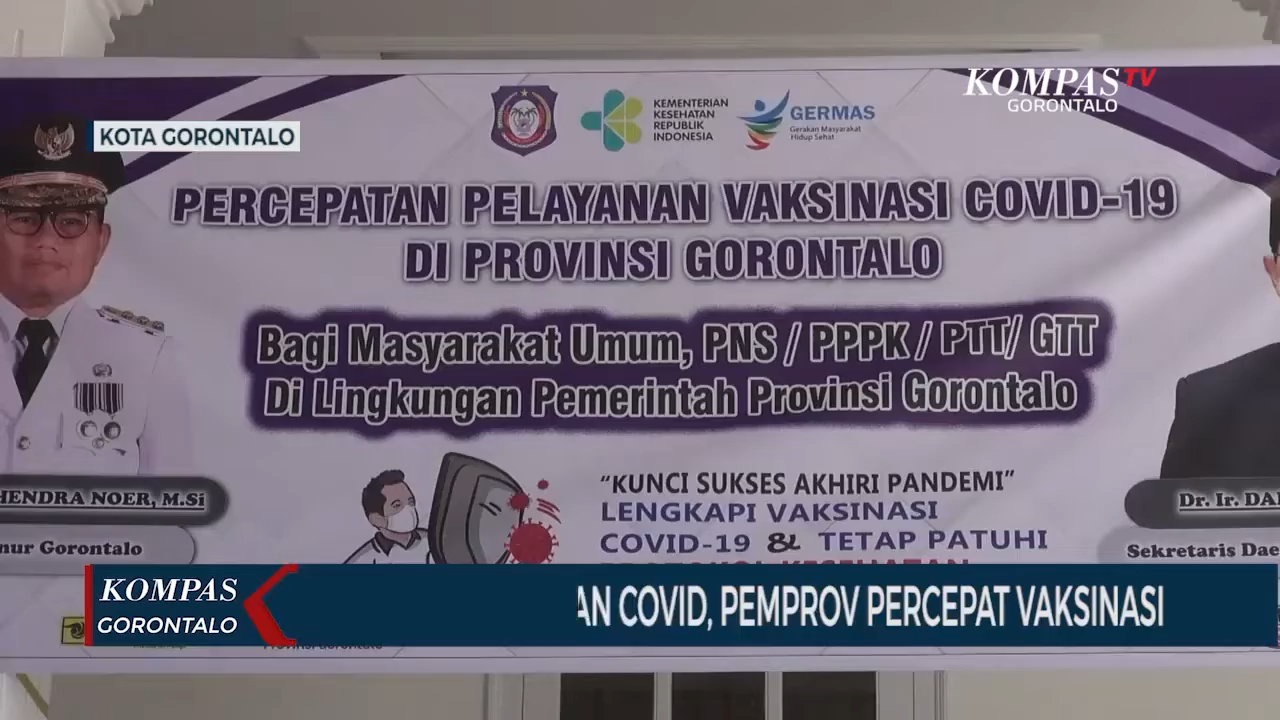 KOMPAS TV
GORONTALO
KOTA GORONTALO
KEMENTERIAN
KESEHATAN
REPUBLIK
INDONESIA
GERMAS
Gerakan Masyarakat
Hidup Sehat
PERCEPATAN PELAYANAN VAKSINASI COVID-19
DI PROVINSI GORONTALO
Bagi Masyarakat Umum, PNS / PPPK / PTT/ GTT
Di Lingkungan Pemerintah Provinsi Gorontalo
"KUNCI SUKSES AKHIRI PANDEMI"
LENGKAPI VAKSINASI
COVID-19 & TETAP PATUHI
HENDRA NOER, M.Si
nur Gorontalo
Dr. Ir. DA
Sekretaris Dae
KOMPAS
GORONTALO
AN COVID, PEMPROV PERCEPAT VAKSINASI